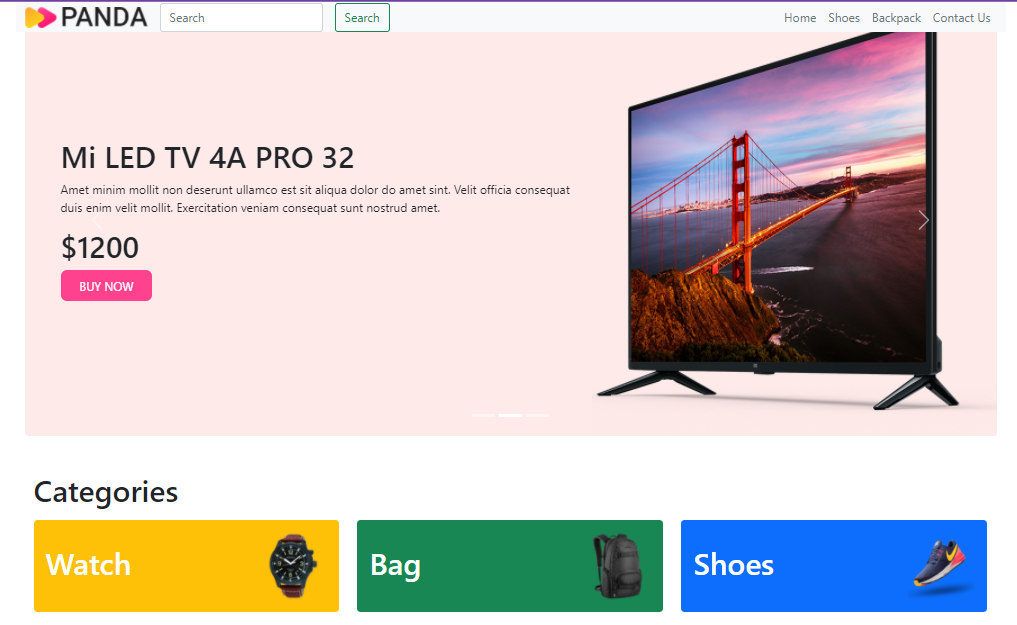 PANDA Search Search Home Shoes Backpack Contact Us
Mi LED TV 4A PRO 32
Amet minim mollit non deserunt ullamco est sit aliqua dolor do amet sint. Velit officia consequat
duis enim velit mollit. Exercitation veniam consequat sunt nostrud amet.
$1200
BUY NOW
Categories
Watch Bag Shoes